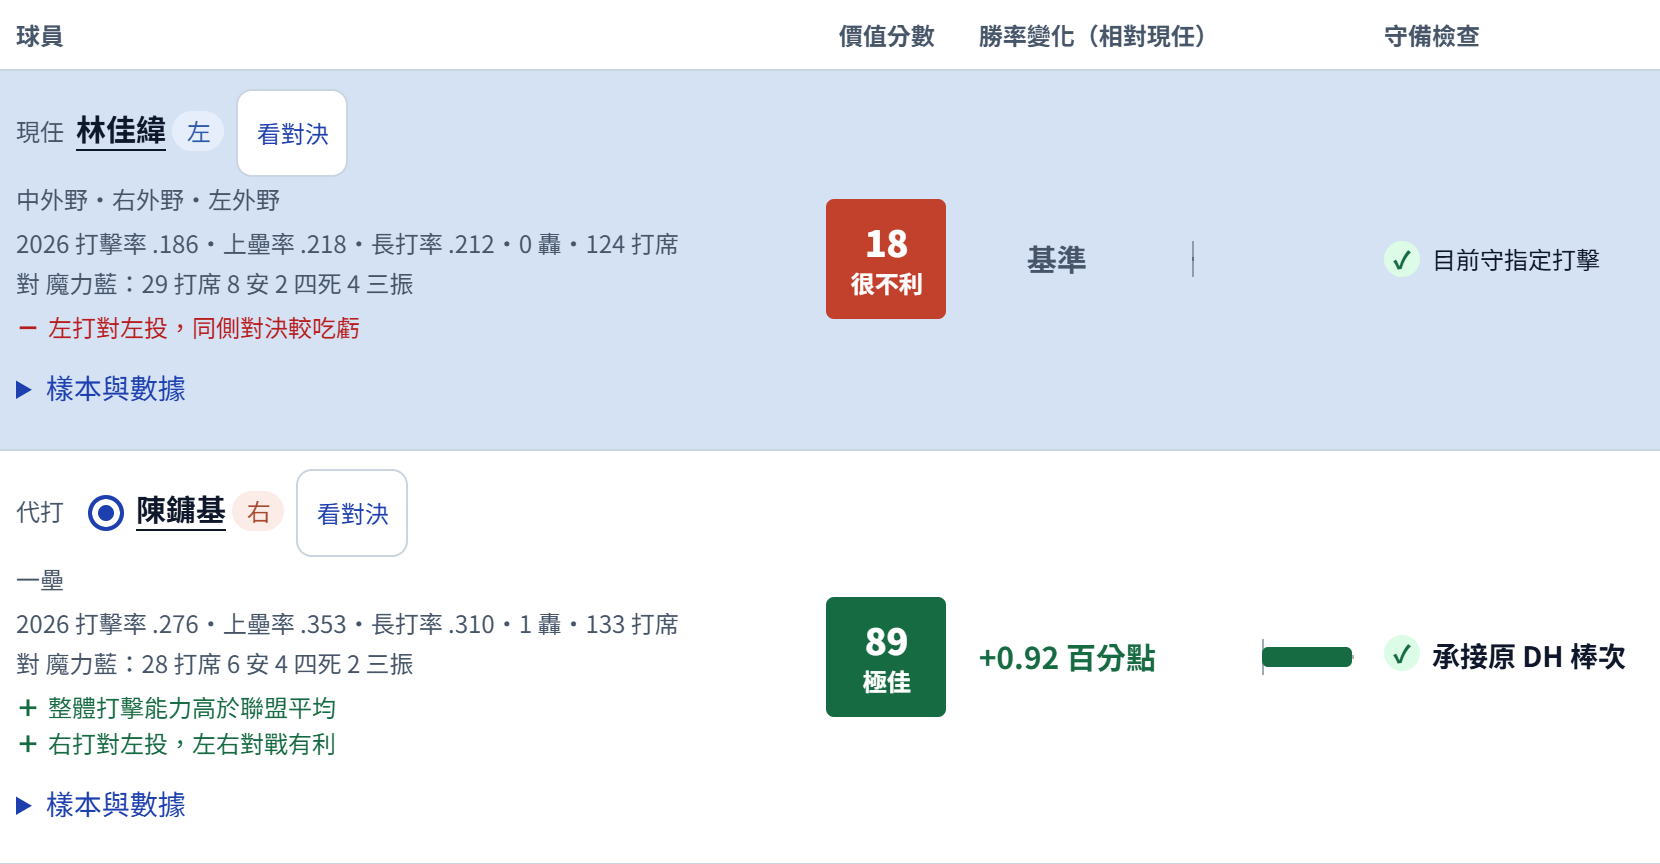 球員 價值分數 勝率變化（相對現任） 守備檢查
現任 林佳緯 左 看對決
中外野・右外野・左外野
2026 打擊率 .186・上壘率 .218・長打率 .212・0 轟・124 打席
對 魔力藍：29 打席 8 安 2 四死 4 三振
− 左打對左投，同側對決較吃虧
▶ 樣本與數據
18
很不利
基準
✓ 目前守指定打擊
代打 陳鏞基 右 看對決
一壘
2026 打擊率 .276・上壘率 .353・長打率 .310・1 轟・133 打席
對 魔力藍：28 打席 6 安 4 四死 2 三振
+ 整體打擊能力高於聯盟平均
+ 右打對左投，左右對戰有利
▶ 樣本與數據
89
極佳
+0.92 百分點
✓ 承接原 DH 棒次